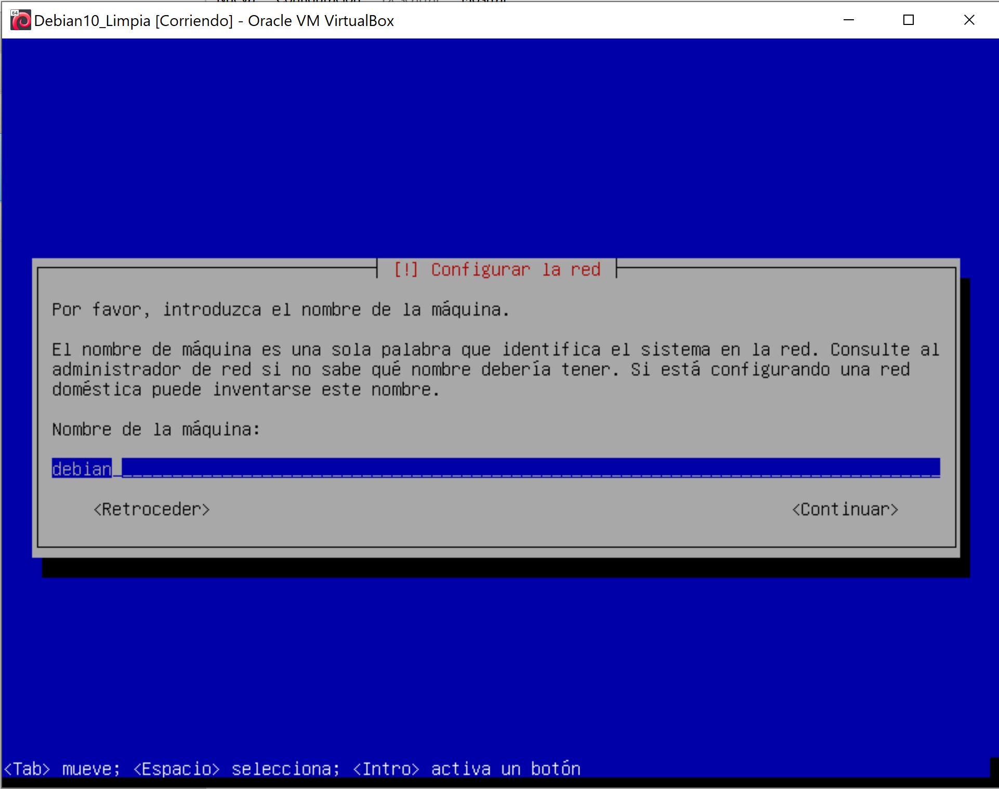 64
Debian10_Limpia [Corriendo] - Oracle VM VirtualBox
[!] Configurar la red
Por favor, introduzca el nombre de la máquina.
El nombre de máquina es una sola palabra que identifica el sistema en la red. Consulte al
administrador de red si no sabe qué nombre debería tener. Si está configurando una red
doméstica puede inventarse este nombre.
Nombre de la máquina:
debian
<Retroceder> <Continuar>
<Tab> mueve; <Espacio> selecciona; <Intro> activa un botón